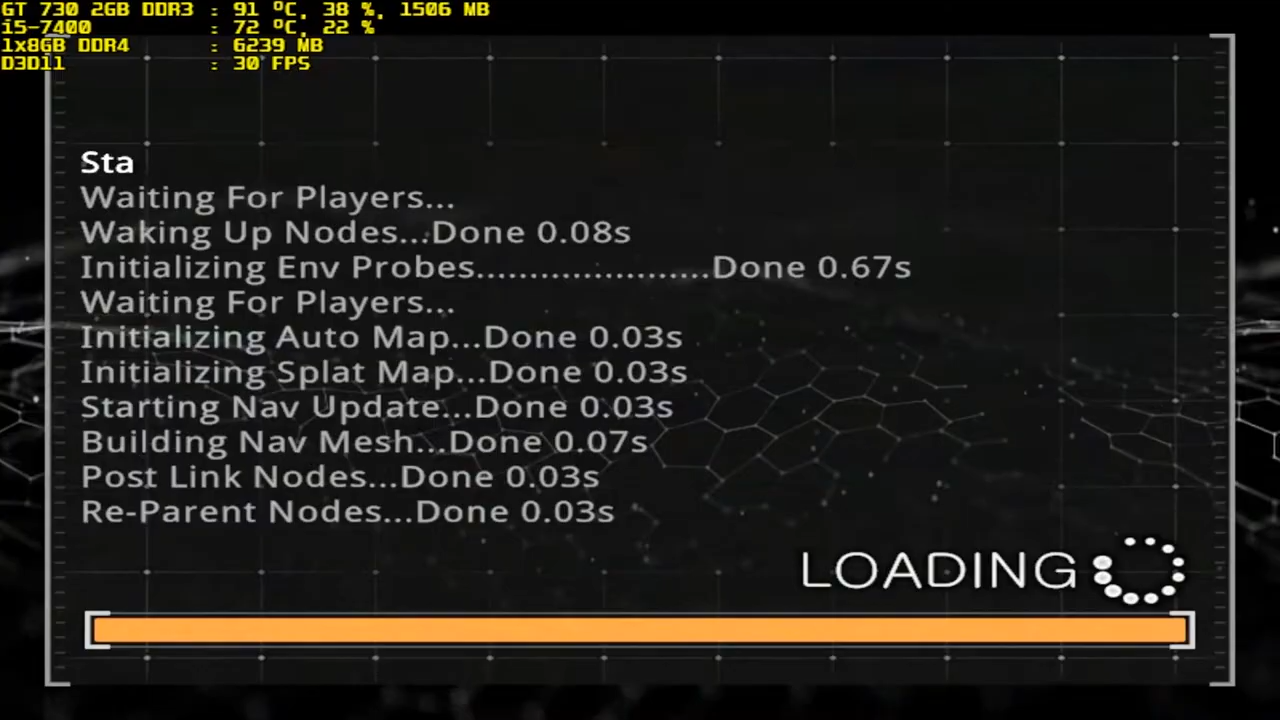 GT 730 2GB DDR3 : 91 ºC, 38 %, 1506 MB
i5-7400 : 72 ºC, 22 %
1x8GB DDR4 : 6239 MB
D3D11 : 30 FPS
Sta
Waiting For Players...
Waking Up Nodes...Done 0.08s
Initializing Env Probes......................Done 0.67s
Waiting For Players...
Initializing Auto Map...Done 0.03s
Initializing Splat Map...Done 0.03s
Starting Nav Update...Done 0.03s
Building Nav Mesh...Done 0.07s
Post Link Nodes...Done 0.03s
Re-Parent Nodes...Done 0.03s
LOADING